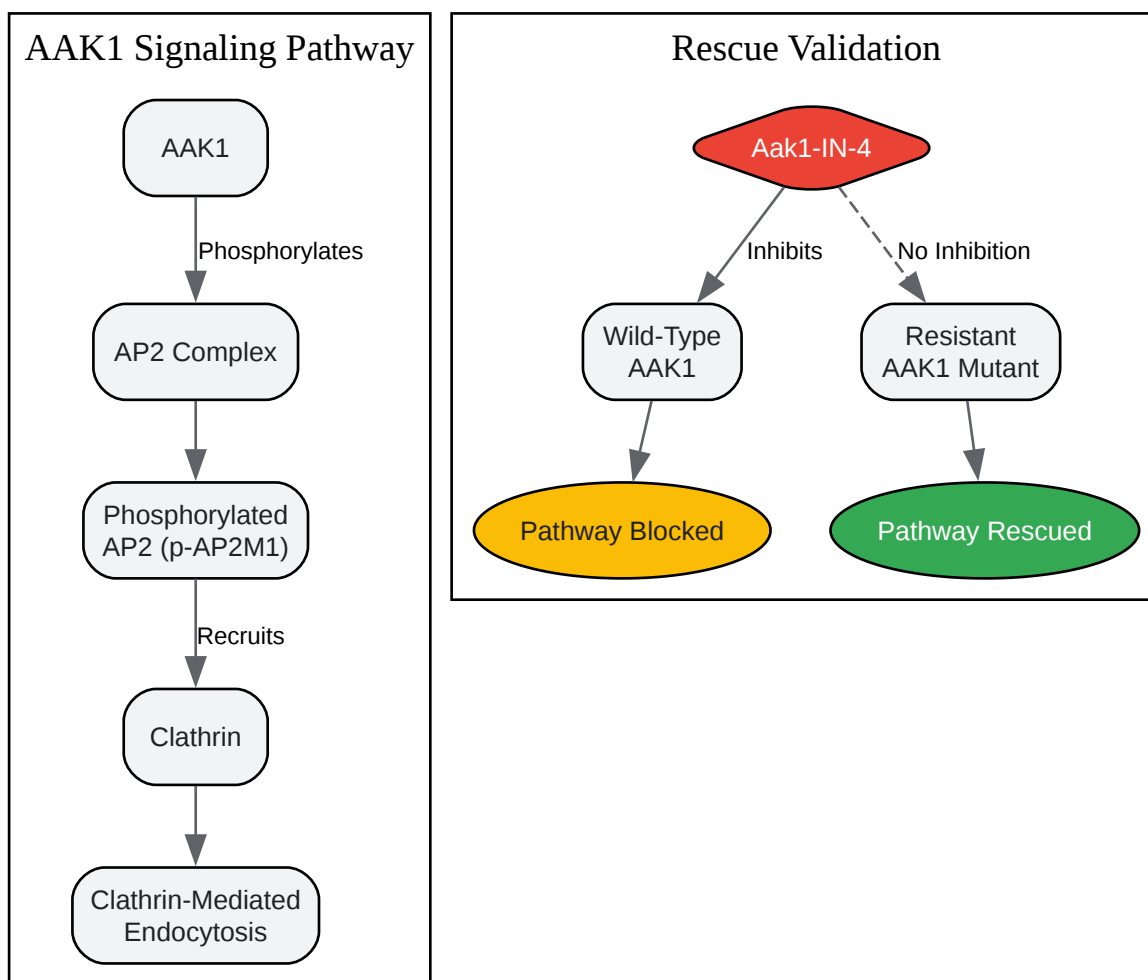 AAK1 Signaling Pathway
AAK1
Phosphorylates
AP2 Complex
Phosphorylated
AP2 (p-AP2M1)
Recruits
Clathrin
Clathrin-Mediated
Endocytosis
Rescue Validation
Aak1-IN-4
Inhibits
No Inhibition
Wild-Type
AAK1
Resistant
AAK1 Mutant
Pathway Blocked
Pathway Rescued